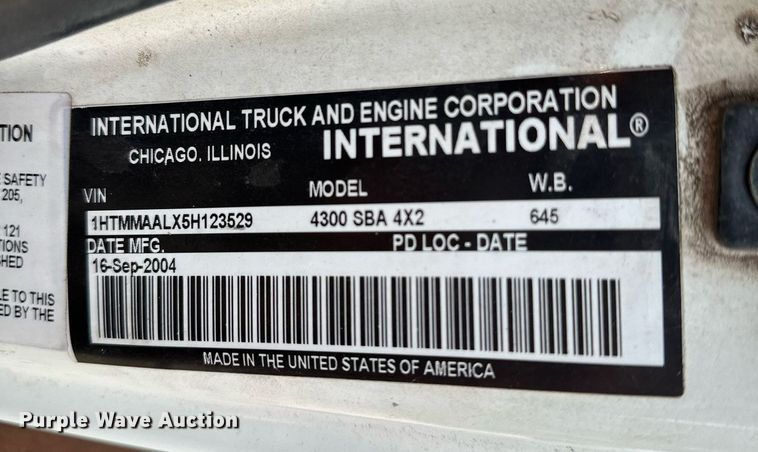 TION
SAFETY
205,
121
TIONS
SHED
E TO THIS
ED BY THE
INTERNATIONAL TRUCK AND ENGINE CORPORATION
CHICAGO, ILLINOIS INTERNATIONAL®
VIN MODEL W.B.
1HTMMAALX5H123529 4300 SBA 4X2 645
DATE MFG. PD LOC - DATE
16-Sep-2004
MADE IN THE UNITED STATES OF AMERICA
Purple Wave Auction